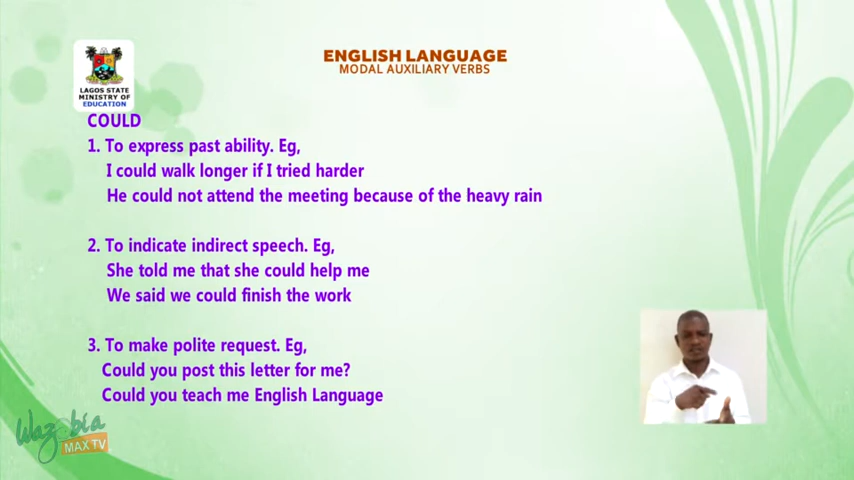 ENGLISH LANGUAGE
MODAL AUXILIARY VERBS
LAGOS STATE
MINISTRY OF
EDUCATION
COULD
1. To express past ability. Eg,
I could walk longer if I tried harder
He could not attend the meeting because of the heavy rain
2. To indicate indirect speech. Eg,
She told me that she could help me
We said we could finish the work
3. To make polite request. Eg,
Could you post this letter for me?
Could you teach me English Language
Wazobia
MAX TV